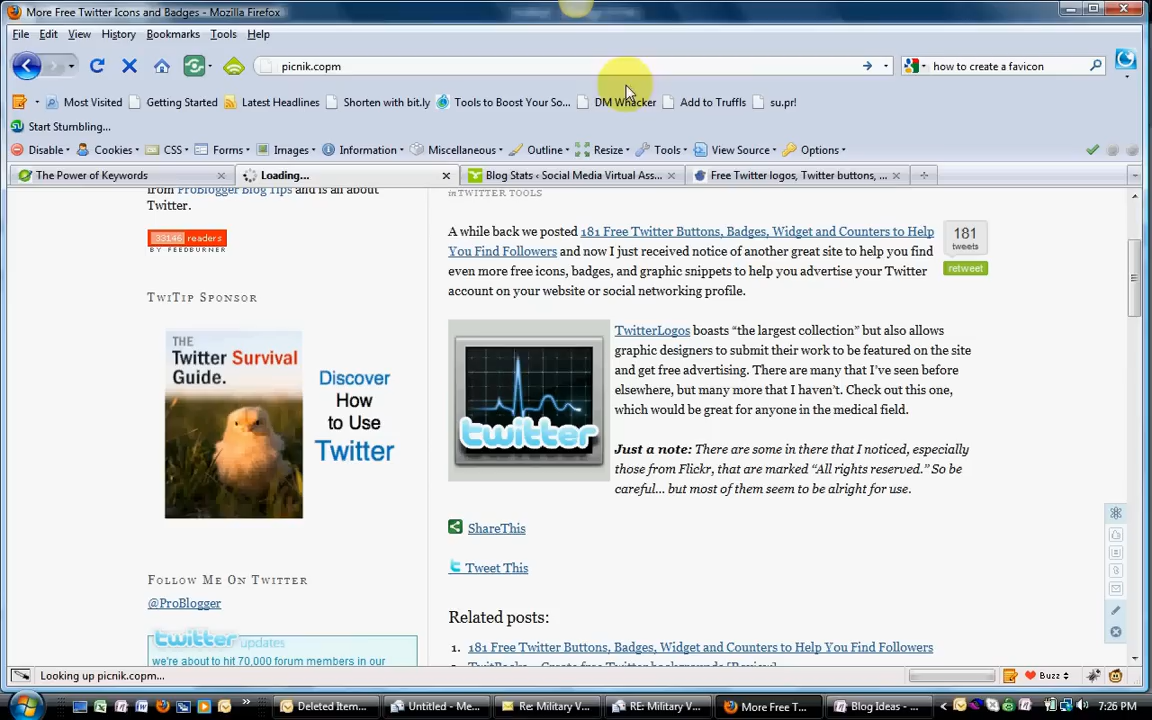 More Free Twitter Icons and Badges - Mozilla Firefox
File Edit View History Bookmarks Tools Help
picnik.copm
how to create a favicon
Most Visited Getting Started Latest Headlines Shorten with bit.ly Tools to Boost Your So... DM Whacker Add to Truffls su.pr!
Start Stumbling...
Disable Cookies CSS Forms Images Information Miscellaneous Outline Resize Tools View Source Options
The Power of Keywords Loading... Blog Stats ‹ Social Media Virtual Ass... Free Twitter logos, Twitter buttons, ...
from ProBlogger Blog Tips and is all about
Twitter.
33146 readers
BY FEEDBURNER
TwiTip Sponsor
THE
Twitter Survival
Guide.
Discover
How
to Use
Twitter
Follow Me On Twitter
@ProBlogger
twitter updates
we're about to hit 70,000 forum members in our
in TWITTER TOOLS
A while back we posted 181 Free Twitter Buttons, Badges, Widget and Counters to Help
You Find Followers and now I just received notice of another great site to help you find
even more free icons, badges, and graphic snippets to help you advertise your Twitter
account on your website or social networking profile.
181
tweets
retweet
twitter
TwitterLogos boasts “the largest collection” but also allows
graphic designers to submit their work to be featured on the site
and get free advertising. There are many that I’ve seen before
elsewhere, but many more that I haven’t. Check out this one,
which would be great for anyone in the medical field.
Just a note: There are some in there that I noticed, especially
those from Flickr, that are marked “All rights reserved.” So be
careful… but most of them seem to be alright for use.
ShareThis
Tweet This
Related posts:
1. 181 Free Twitter Buttons, Badges, Widget and Counters to Help You Find Followers
Looking up picnik.copm...
Buzz
Deleted Item... Untitled - Me... Re: Military V... RE: Military V... More Free T... Blog Ideas - ... 7:26 PM